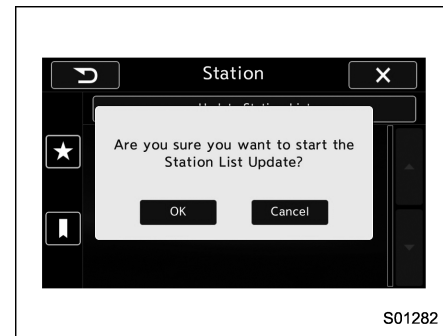 Station
Are you sure you want to start the
Station List Update?
OK
Cancel
S01282